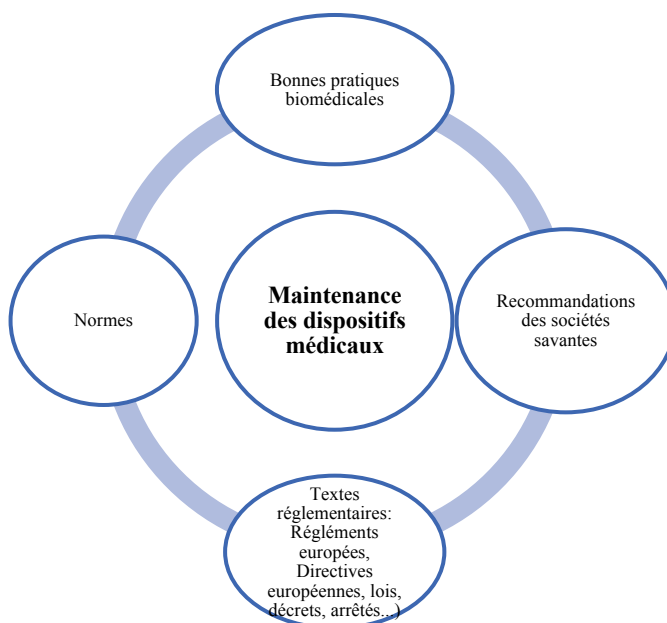 Bonnes pratiques
biomédicales
Maintenance
des dispositifs
médicaux
Normes
Recommandations
des sociétés
savantes
Textes
réglementaires:
Régléments
europées,
Directives
européennes, lois,
décrets, arrêtés...)